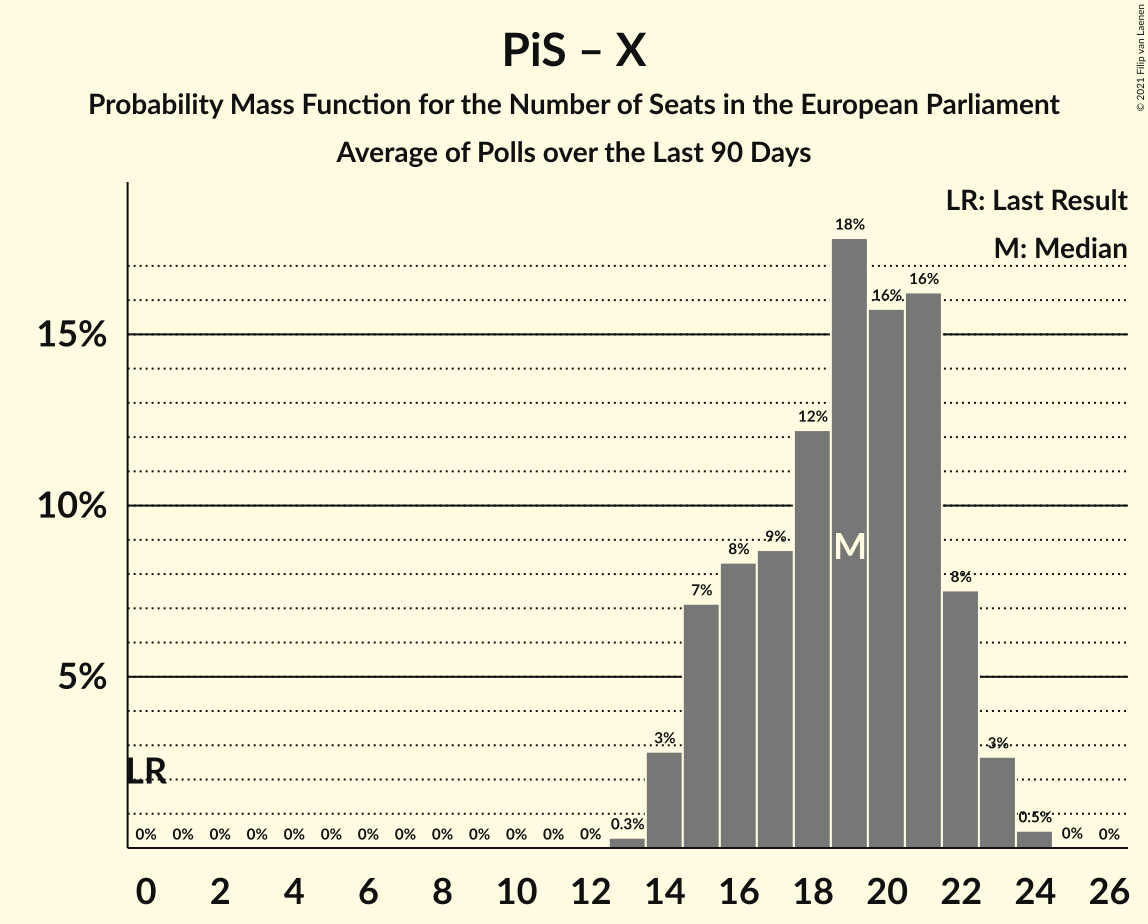 PiS – X
Probability Mass Function for the Number of Seats in the European Parliament
Average of Polls over the Last 90 Days
© 2021 Filip van Laenen
LR: Last Result
M: Median
18%
16%
16%
15%
12%
10%
9%
8%
M
8%
7%
5%
3%
3%
LR
0% 0% 0% 0% 0% 0% 0% 0% 0% 0% 0% 0% 0% 0.3% 0.5% 0% 0%
0 2 4 6 8 10 12 14 16 18 20 22 24 26